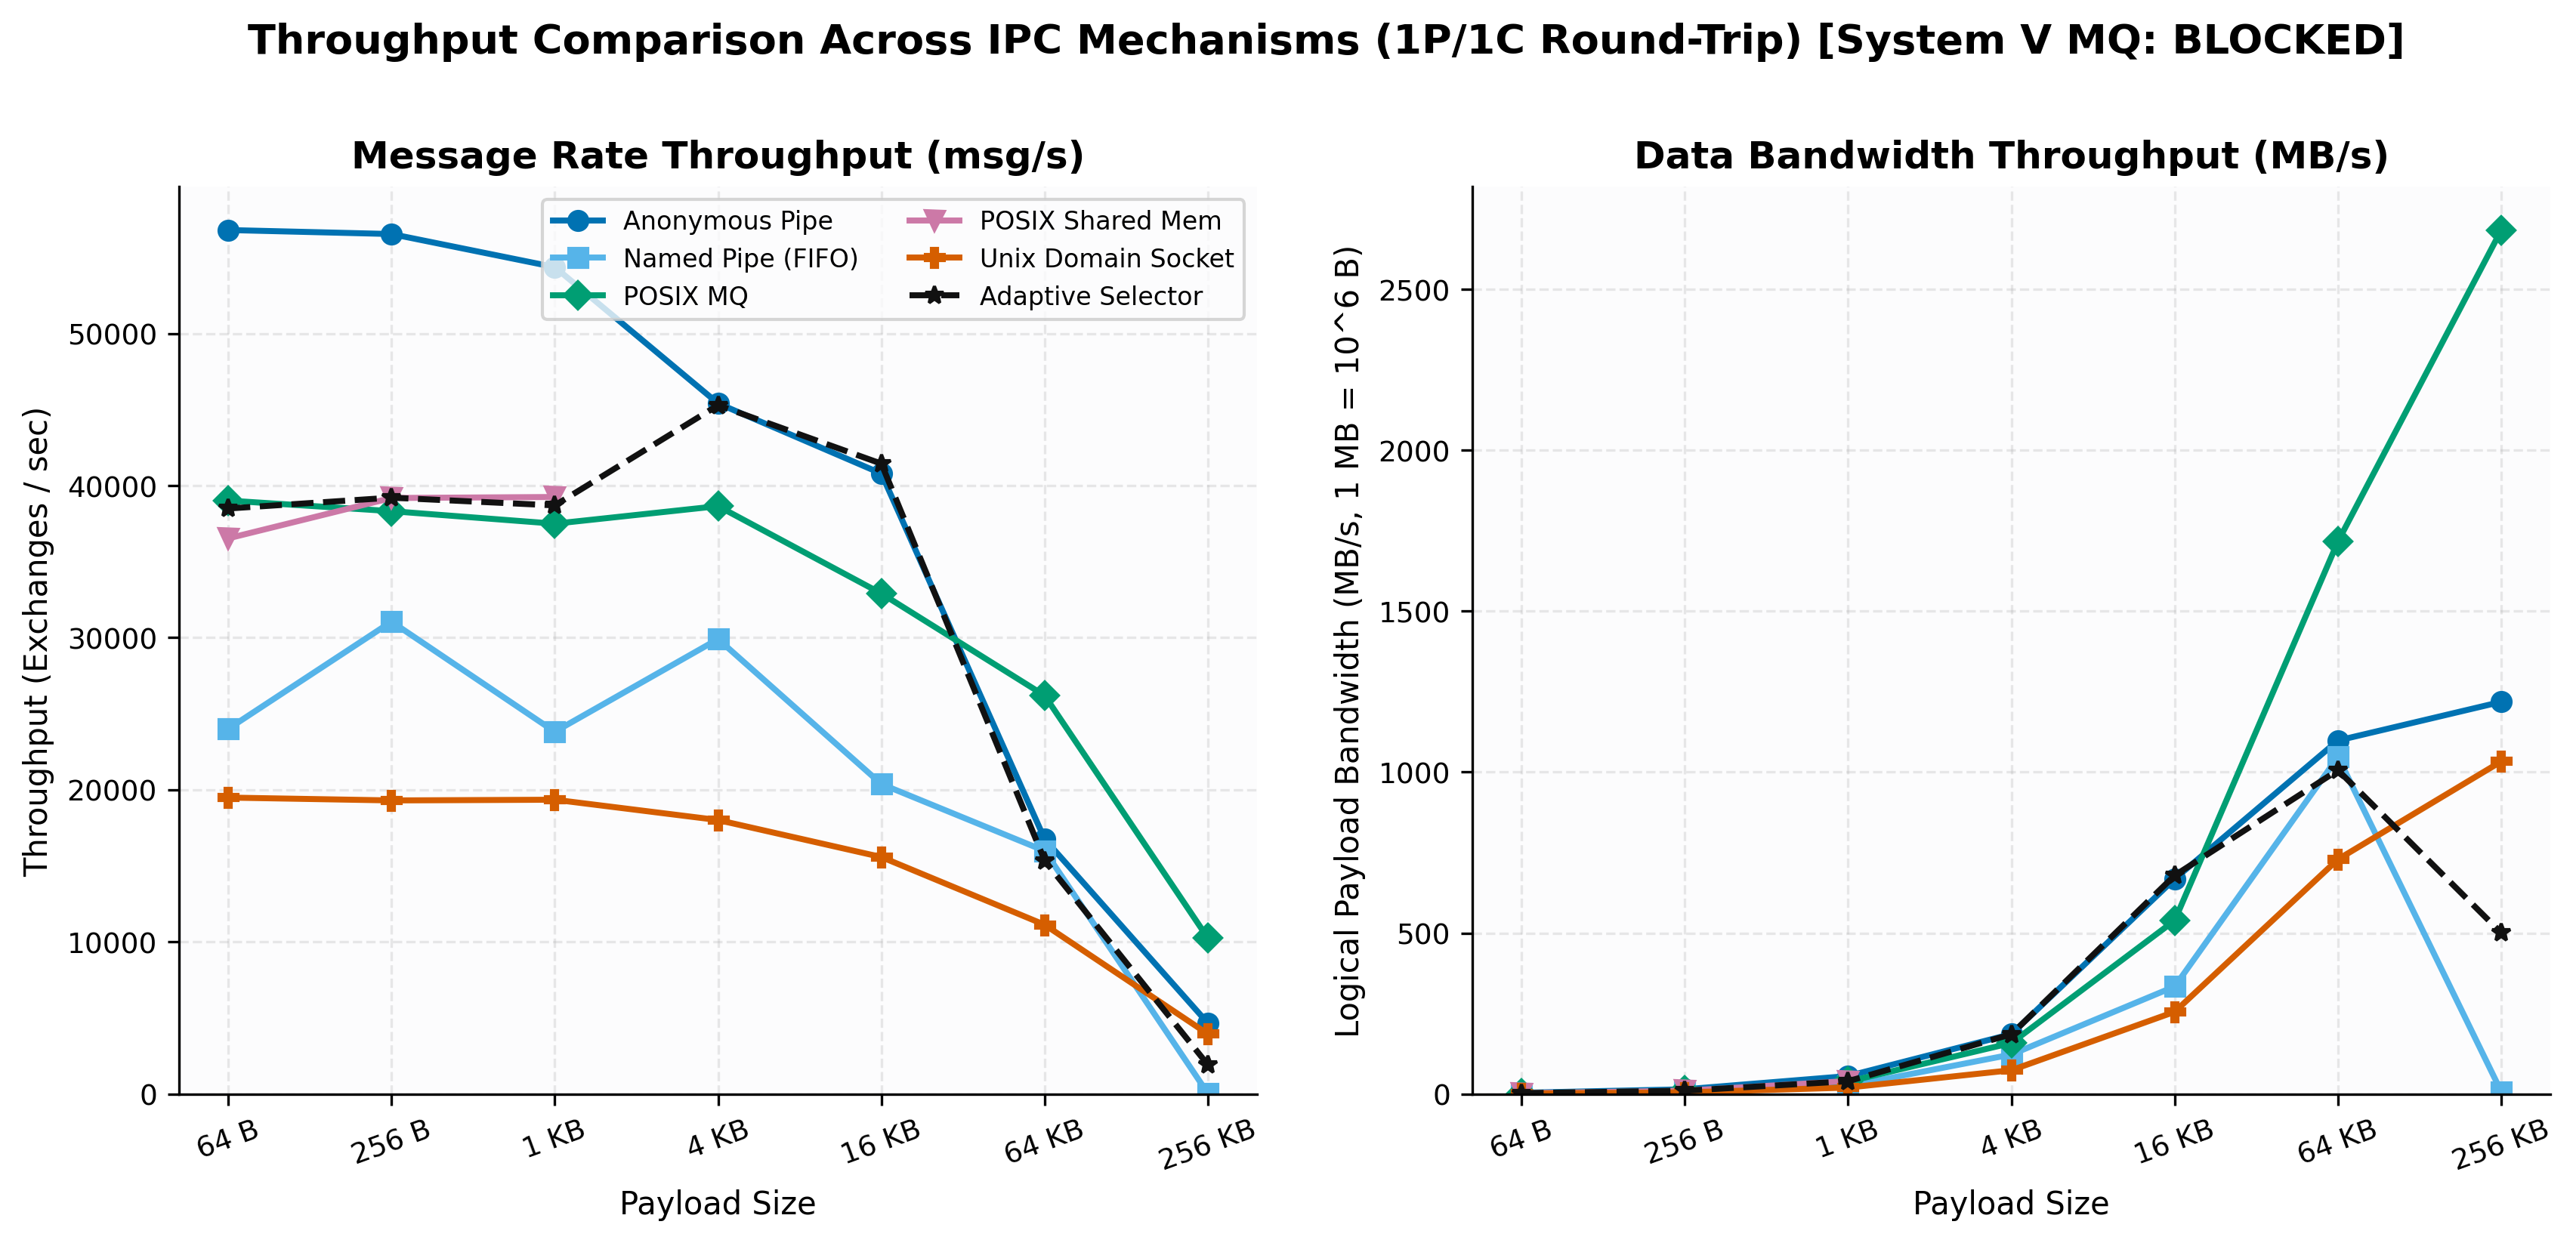 Throughput Comparison Across IPC Mechanisms (1P/1C Round-Trip) [System V MQ: BLOCKED]
Message Rate Throughput (msg/s)
Throughput (Exchanges / sec)
50000
40000
30000
20000
10000
0
Anonymous Pipe
Named Pipe (FIFO)
POSIX MQ
POSIX Shared Mem
Unix Domain Socket
Adaptive Selector
64 B
256 B
1 KB
4 KB
16 KB
64 KB
256 KB
Payload Size
Data Bandwidth Throughput (MB/s)
Logical Payload Bandwidth (MB/s, 1 MB = 10^6 B)
2500
2000
1500
1000
500
0
64 B
256 B
1 KB
4 KB
16 KB
64 KB
256 KB
Payload Size